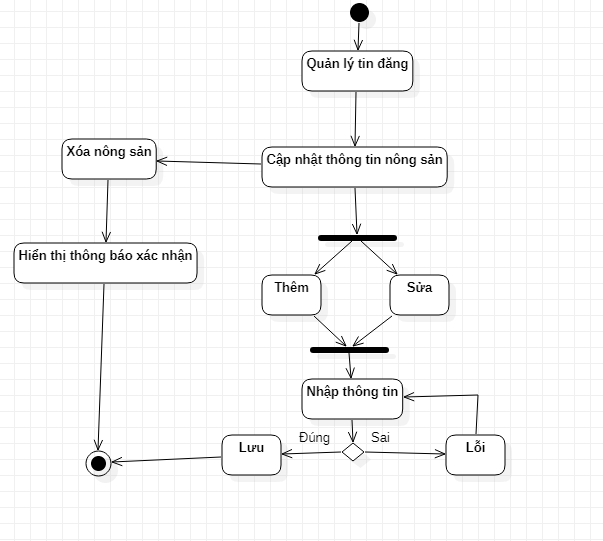 Quản lý tin đăng
Xóa nông sản
Cập nhật thông tin nông sản
Hiển thị thông báo xác nhận
Thêm
Sửa
Nhập thông tin
Đúng
Sai
Lưu
Lỗi